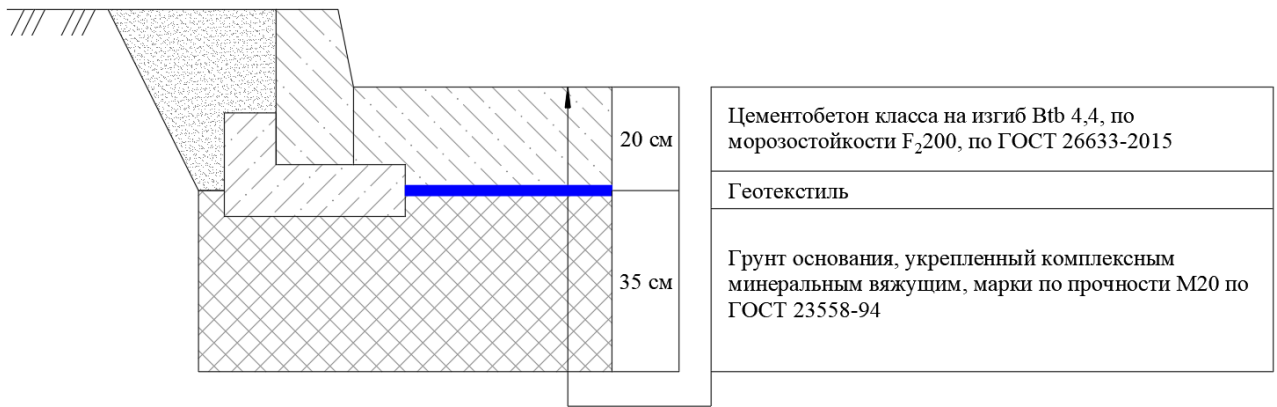 20 см
35 см
Цементобетон класса на изгиб Btb 4,4, по
морозостойкости F₂200, по ГОСТ 26633-2015
Геотекстиль
Грунт основания, укрепленный комплексным
минеральным вяжущим, марки по прочности М20 по
ГОСТ 23558-94